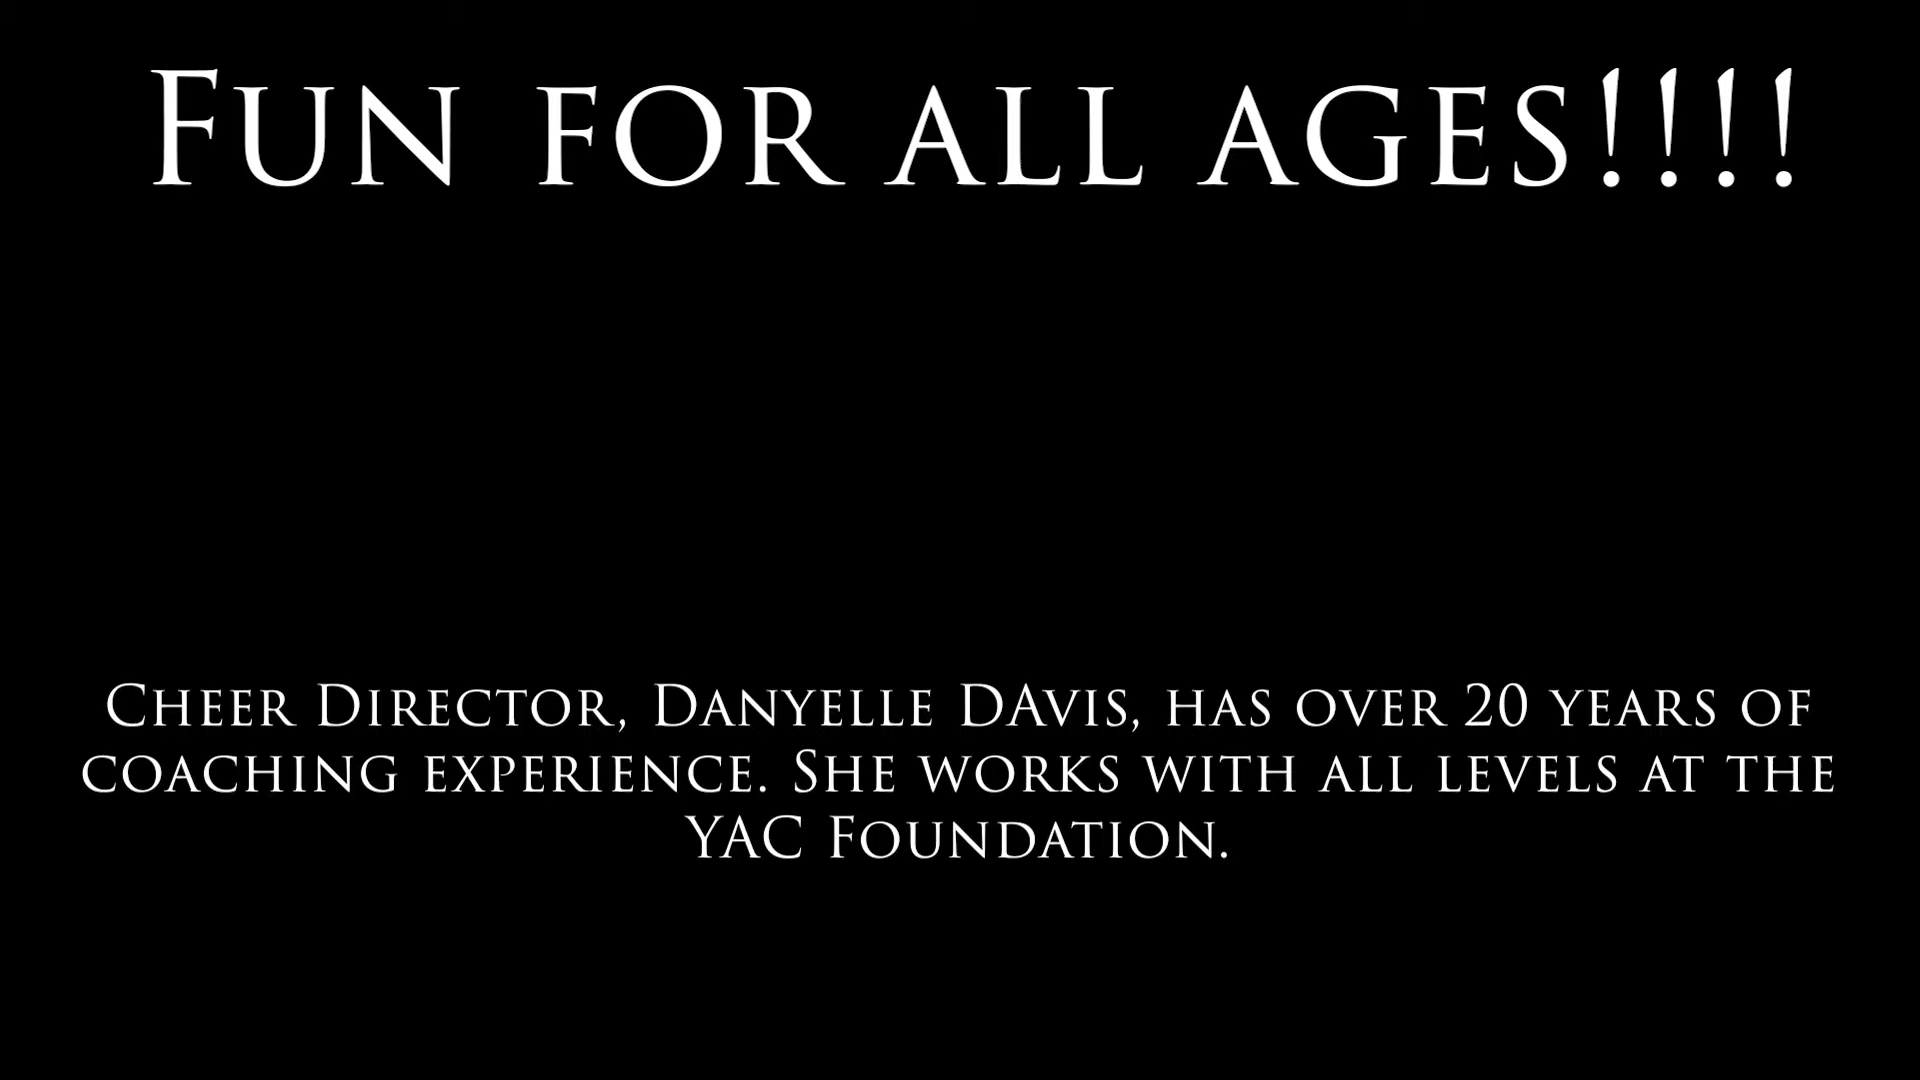 Fun for all ages!!!!
Cheer Director, Danyelle DAvis, has over 20 years of
coaching experience. She works with all levels at the
YAC Foundation.